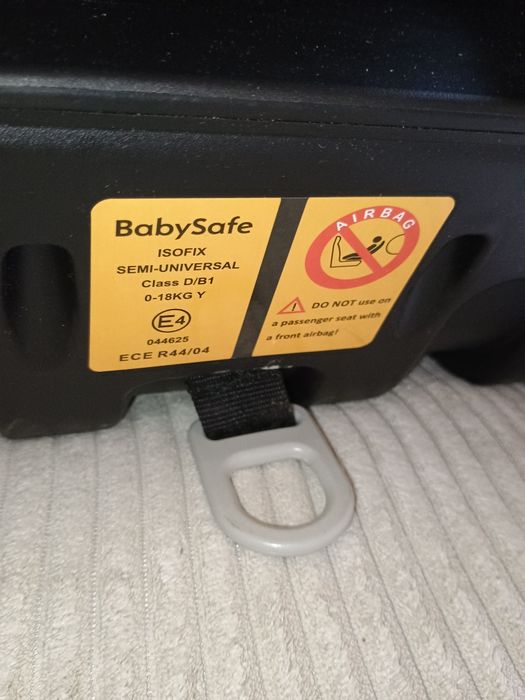 BabySafe
ISOFIX
SEMI-UNIVERSAL
Class D/B1
0-18KG Y
E4
044625
ECE R44/04
AIRBAG
DO NOT use on
a passenger seat with
a front airbag!